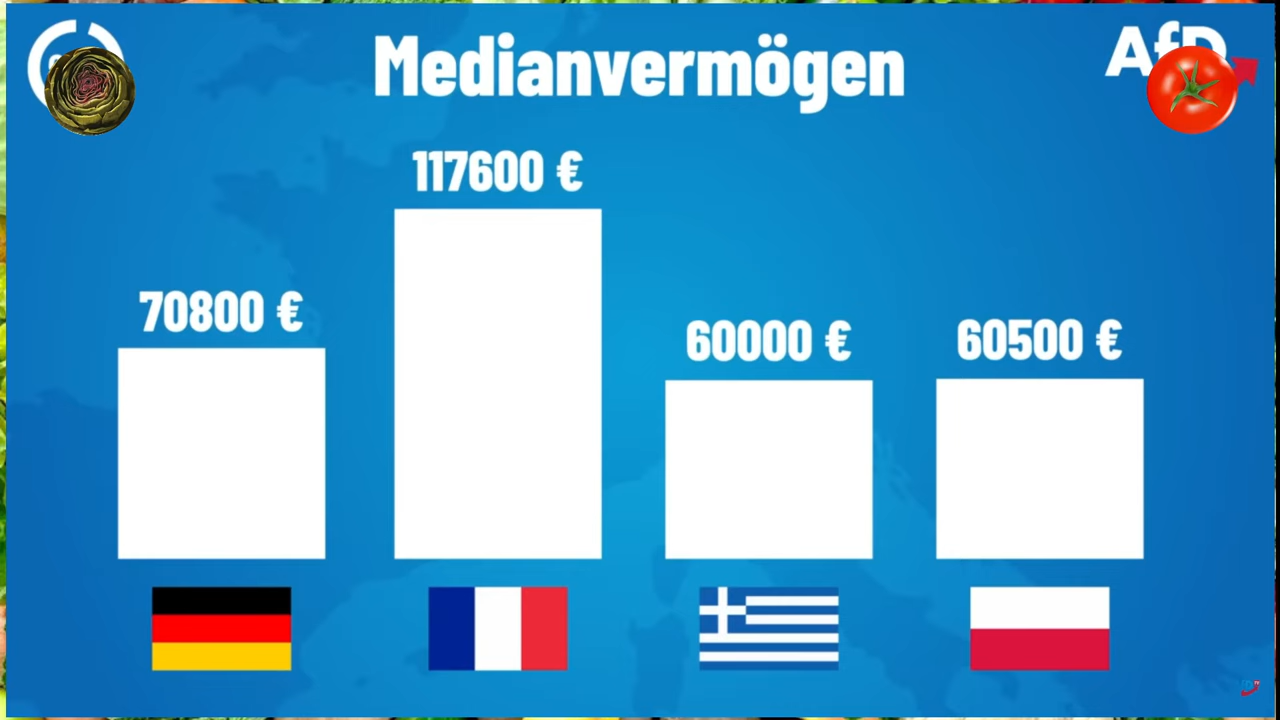 Medianvermögen
AfD
117600 €
70800 €
60000 €
60500 €